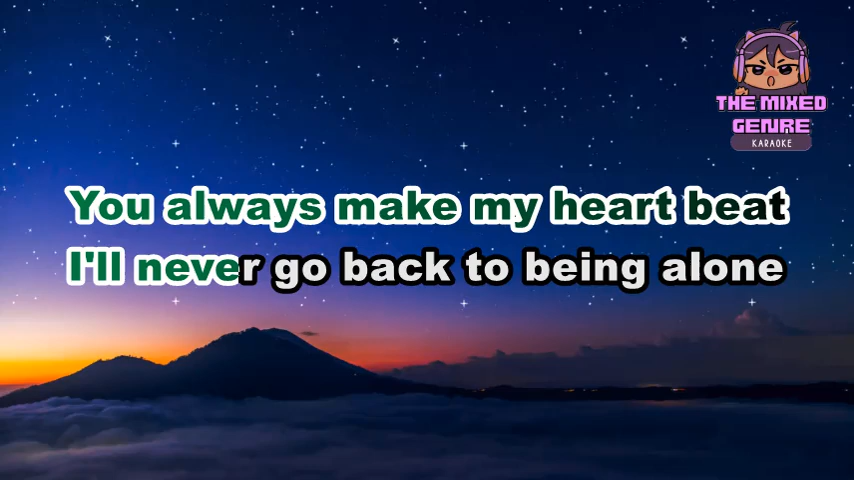 THE MIXED
GENRE
KARAOKE
You always make my heart beat
I'll never go back to being alone